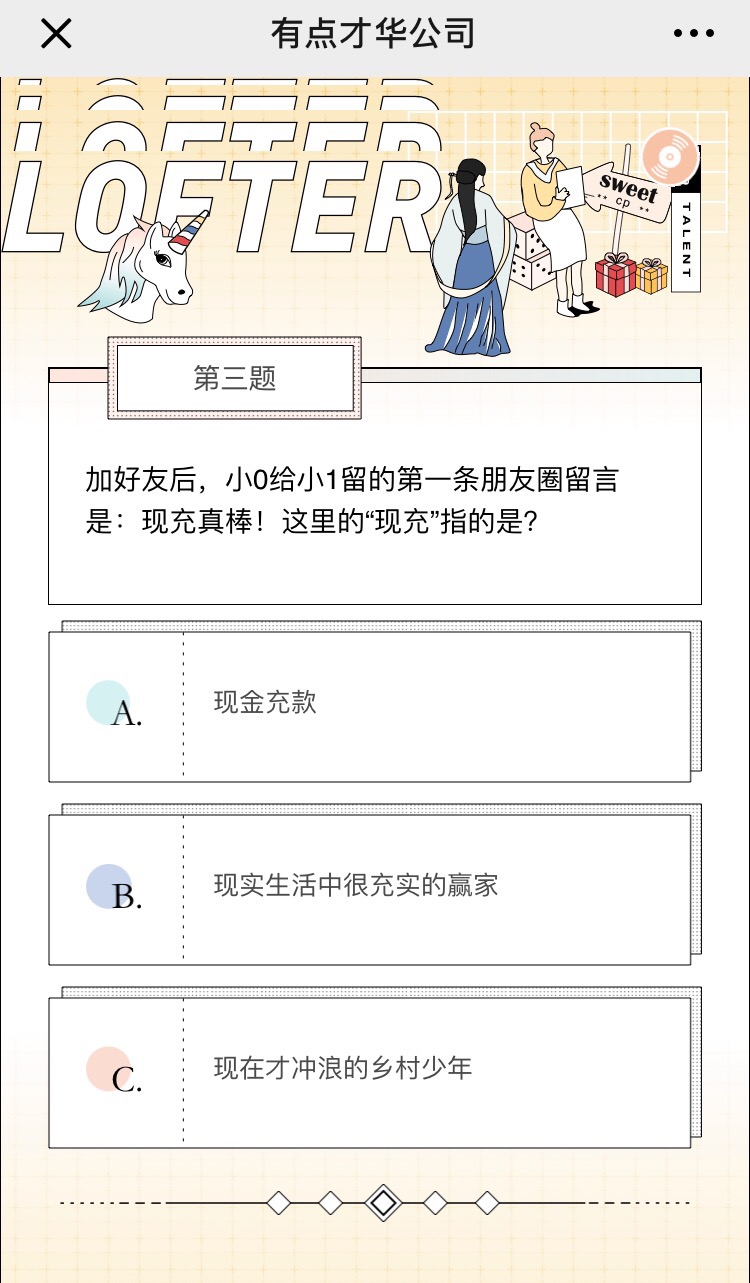 有点才华公司
LOFTER
LOFTER
LOFTER
sweet
cp
TALENT
第三题
加好友后，小0给小1留的第一条朋友圈留言
是：现充真棒！这里的“现充”指的是？
A.
现金充款
B.
现实生活中很充实的赢家
C.
现在才冲浪的乡村少年